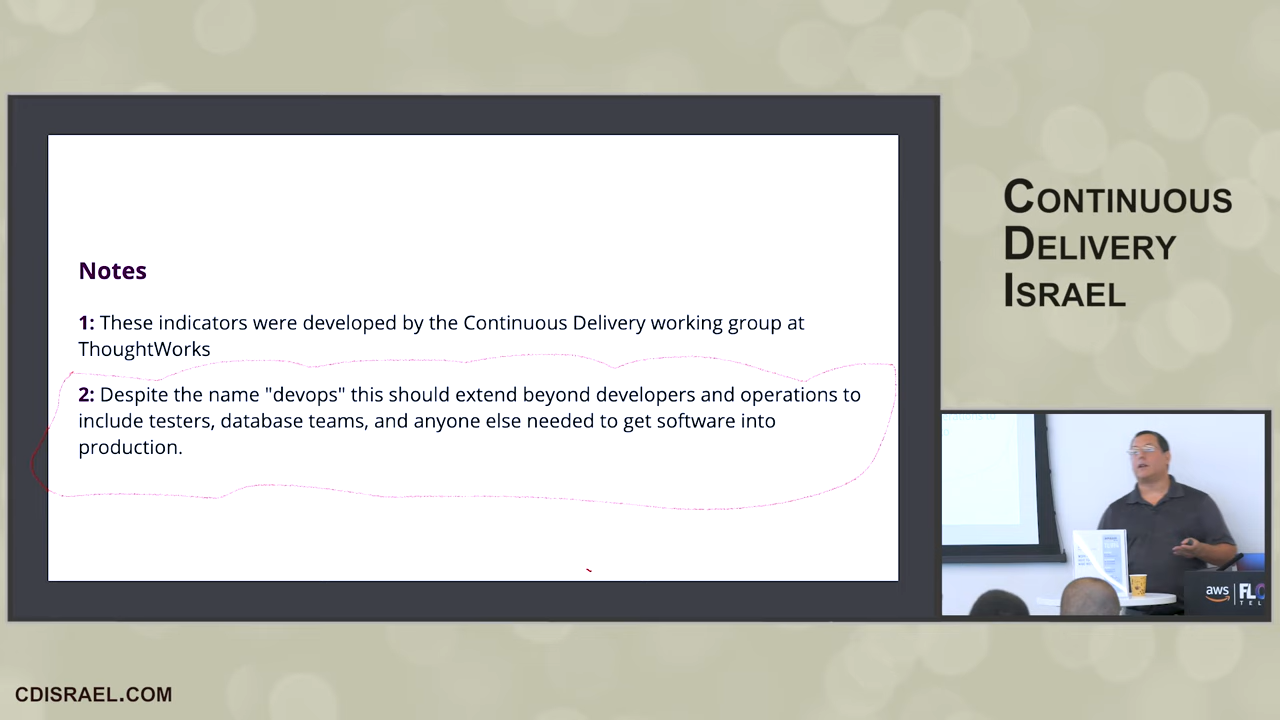 Notes
1: These indicators were developed by the Continuous Delivery working group at
ThoughtWorks
2: Despite the name "devops" this should extend beyond developers and operations to
include testers, database teams, and anyone else needed to get software into
production.
CONTINUOUS
DELIVERY
ISRAEL
aws
FLO
TEL
CDISRAEL.COM